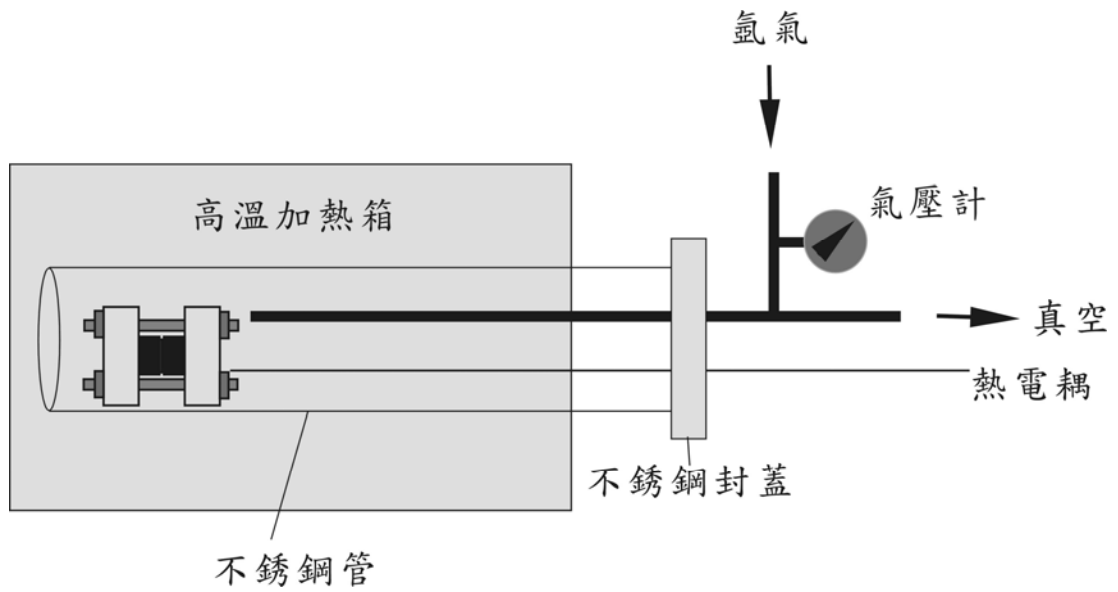 氬氣
高溫加熱箱
氣壓計
真空
熱電耦
不銹鋼封蓋
不銹鋼管